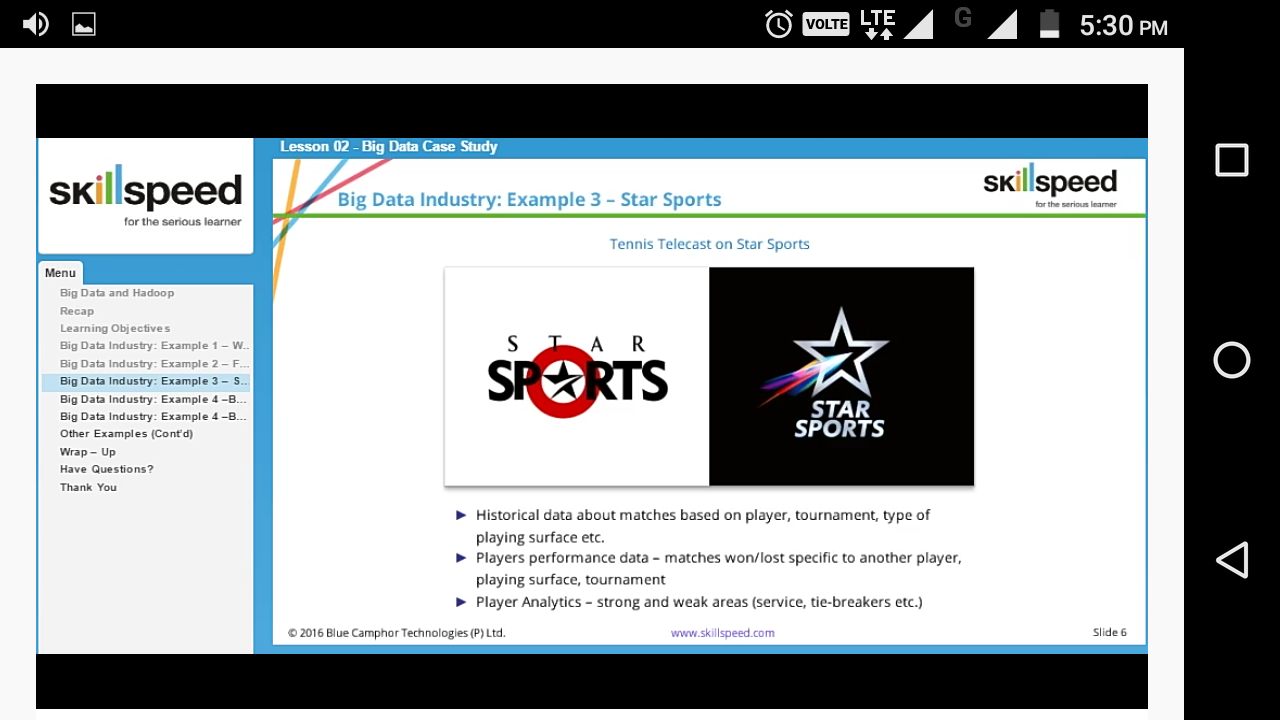 VOLTE LTE G 5:30 PM
Lesson 02 - Big Data Case Study
skillspeed
for the serious learner
Menu
Big Data and Hadoop
Recap
Learning Objectives
Big Data Industry: Example 1 – W...
Big Data Industry: Example 2 – F...
Big Data Industry: Example 3 – S...
Big Data Industry: Example 4 –B...
Big Data Industry: Example 4 –B...
Other Examples (Cont'd)
Wrap – Up
Have Questions?
Thank You
Big Data Industry: Example 3 – Star Sports
skillspeed
for the serious learner
Tennis Telecast on Star Sports
STAR
SPORTS
STAR
SPORTS
► Historical data about matches based on player, tournament, type of
playing surface etc.
► Players performance data – matches won/lost specific to another player,
playing surface, tournament
► Player Analytics – strong and weak areas (service, tie-breakers etc.)
© 2016 Blue Camphor Technologies (P) Ltd. www.skillspeed.com Slide 6